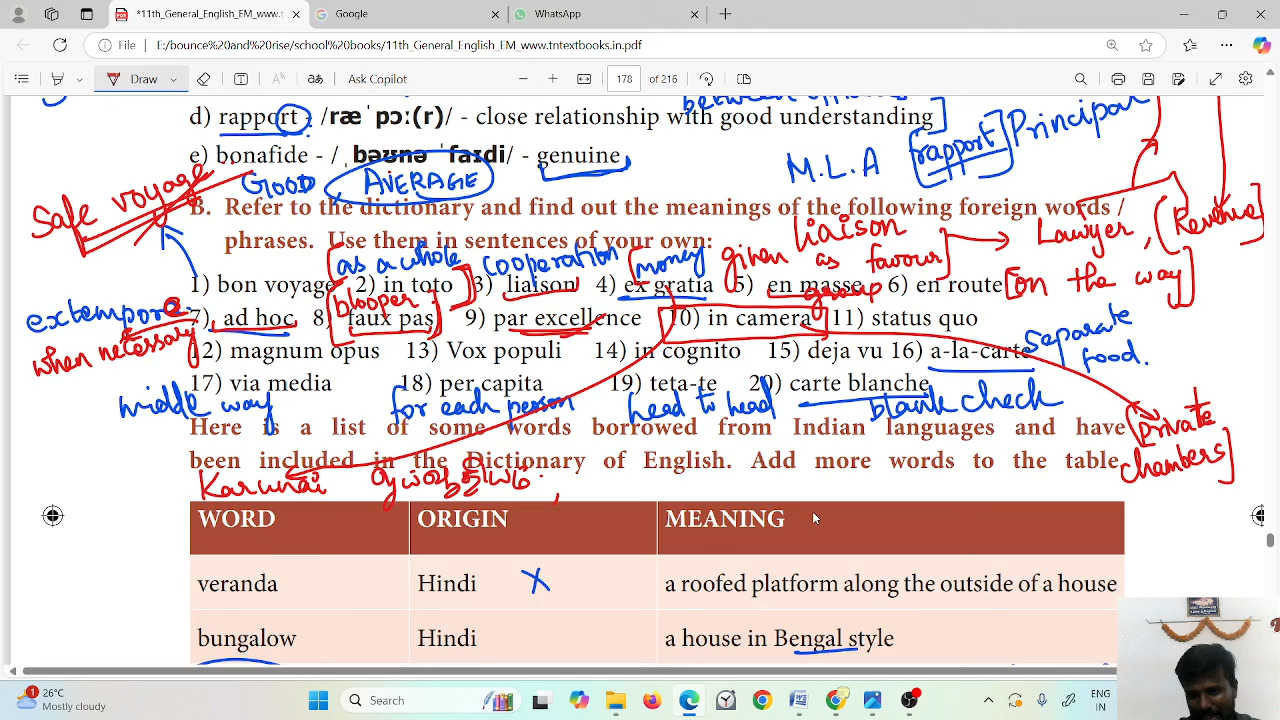 *11th_General_English_EM_www.t
Google
WhatsApp
File
E:/bounce%20and%20rise/school%20books/11th_General_English_EM_www.tntextbooks.in.pdf
Draw
Ask Copilot
178 of 216
d) rapport - /ræˈpɔː(r)/ - close relationship with good understanding
e) bonafide - /ˌbəʊnəˈfaɪdi/ - genuine
M.L.A [rapport] Principal
GOOD AVERAGE
Safe voyage
B. Refer to the dictionary and find out the meanings of the following foreign words /
phrases. Use them in sentences of your own:
liaison
Lawyer, (Revenue)
[as a whole] cooperation [money given as favour]
1) bon voyage 2) in toto 3) liaison 4) ex gratia 5) en masse 6) en route [on the way]
extempore
[blooper]
group
7) ad hoc 8) faux pas 9) par excellence 10) in camera 11) status quo
when necessary
separate food.
12) magnum opus 13) Vox populi 14) in cognito 15) deja vu 16) a-la-carte
17) via media 18) per capita 19) teta-te 20) carte blanche
middle way for each person head to head blank check
[private chambers]
Here is a list of some words borrowed from Indian languages and have
been included in the Dictionary of English. Add more words to the table
Karunai
WORD ORIGIN MEANING
veranda Hindi X a roofed platform along the outside of a house
bungalow Hindi a house in Bengal style
1
26°C
Mostly cloudy
Search
ENG
IN